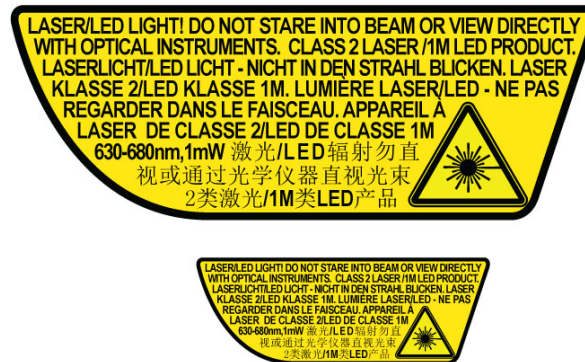 LASER/LED LIGHT! DO NOT STARE INTO BEAM OR VIEW DIRECTLY
WITH OPTICAL INSTRUMENTS. CLASS 2 LASER /1M LED PRODUCT.
LASERLICHT/LED LICHT - NICHT IN DEN STRAHL BLICKEN. LASER
KLASSE 2/LED KLASSE 1M. LUMIÈRE LASER/LED - NE PAS
REGARDER DANS LE FAISCEAU. APPAREIL À
LASER DE CLASSE 2/LED DE CLASSE 1M
630-680nm,1mW 激光/LED辐射勿直
视或通过光学仪器直视光束
2类激光/1M类LED产品
LASER/LED LIGHT! DO NOT STARE INTO BEAM OR VIEW DIRECTLY
WITH OPTICAL INSTRUMENTS. CLASS 2 LASER /1M LED PRODUCT.
LASERLICHT/LED LICHT - NICHT IN DEN STRAHL BLICKEN. LASER
KLASSE 2/LED KLASSE 1M. LUMIÈRE LASER/LED - NE PAS
REGARDER DANS LE FAISCEAU. APPAREIL À
LASER DE CLASSE 2/LED DE CLASSE 1M
630-680nm,1mW 激光/LED辐射勿直
视或通过光学仪器直视光束
2类激光/1M类LED产品